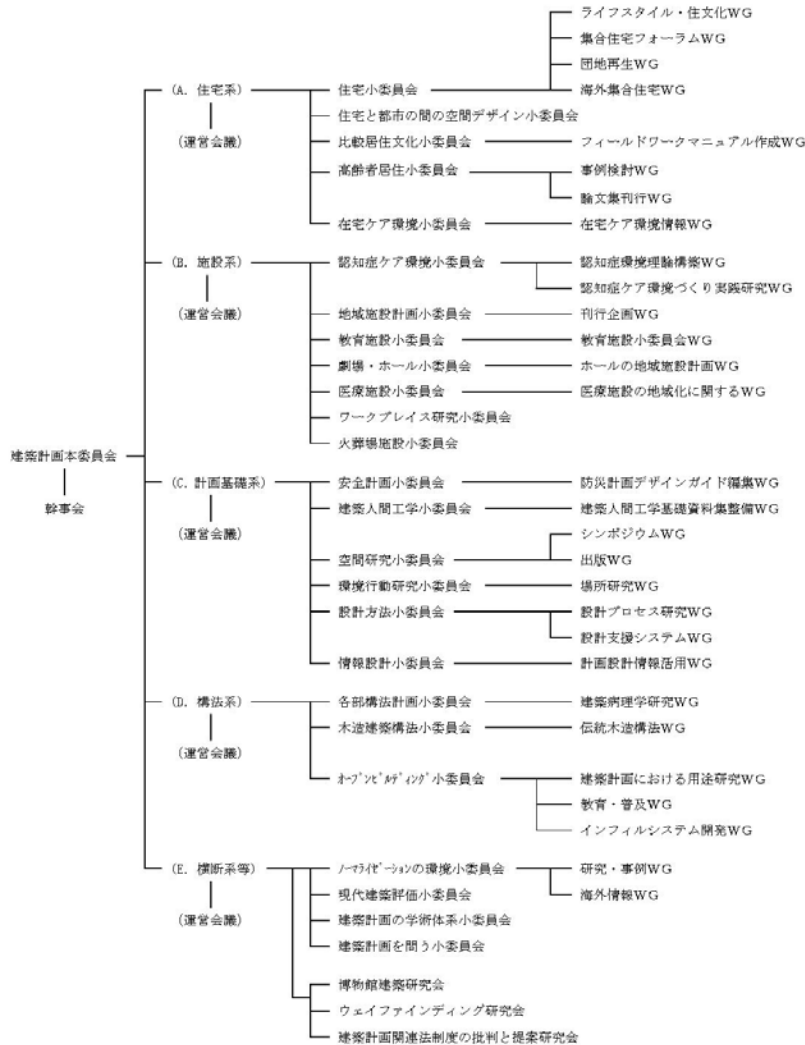 ライフスタイル・住文化WG
集合住宅フォーラムWG
団地再生WG
(A. 住宅系) 住宅小委員会 海外集合住宅WG
住宅と都市の間の空間デザイン小委員会
(運営会議) 比較居住文化小委員会 フィールドワークマニュアル作成WG
高齢者居住小委員会 事例検討WG
論文集刊行WG
在宅ケア環境小委員会 在宅ケア環境情報WG
(B. 施設系) 認知症ケア環境小委員会 認知症環境理論構築WG
認知症ケア環境づくり実践研究WG
(運営会議) 地域施設計画小委員会 刊行企画WG
教育施設小委員会 教育施設小委員会WG
劇場・ホール小委員会 ホールの地域施設計画WG
医療施設小委員会 医療施設の地域化に関するWG
ワークプレイス研究小委員会
火葬場施設小委員会
建築計画本委員会
(C. 計画基礎系) 安全計画小委員会 防災計画デザインガイド編集WG
幹事会 建築人間工学小委員会 建築人間工学基礎資料集整備WG
(運営会議) シンポジウムWG
空間研究小委員会 出版WG
環境行動研究小委員会 場所研究WG
設計方法小委員会 設計プロセス研究WG
設計支援システムWG
情報設計小委員会 計画設計情報活用WG
(D. 構法系) 各部構法計画小委員会 建築病理学研究WG
木造建築構法小委員会 伝統木造構法WG
(運営会議)
オープンビルディング小委員会 建築計画における用途研究WG
教育・普及WG
インフィルシステム開発WG
(E. 横断系等) ノーマライゼーションの環境小委員会 研究・事例WG
現代建築評価小委員会 海外情報WG
(運営会議) 建築計画の学術体系小委員会
建築計画を問う小委員会
博物館建築研究会
ウェイファインディング研究会
建築計画関連法制度の批判と提案研究会